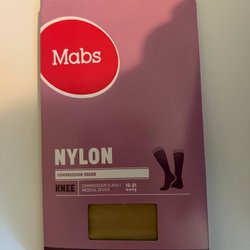 Mabs
NYLON
COMPRESSION SOCKS
KNEE
COMPRESSION CLASS 1
MEDICAL DEVICE
15-21
mmHg